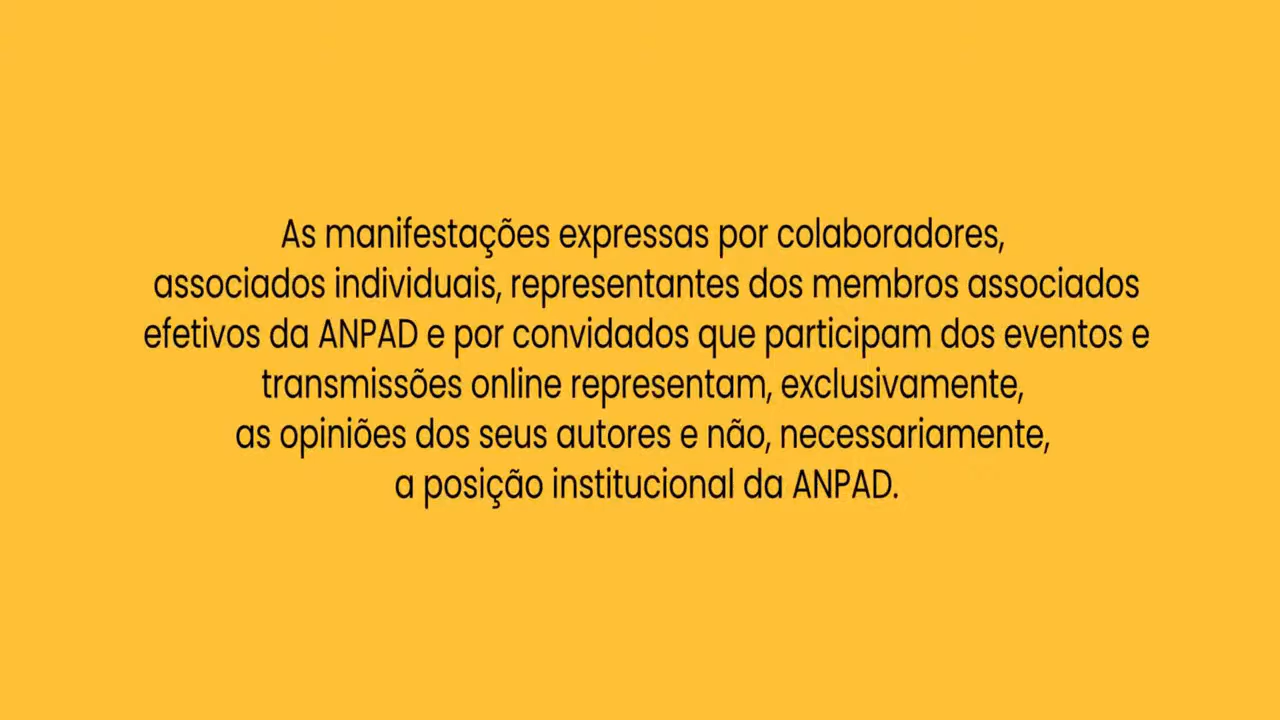 As manifestações expressas por colaboradores,
associados individuais, representantes dos membros associados
efetivos da ANPAD e por convidados que participam dos eventos e
transmissões online representam, exclusivamente,
as opiniões dos seus autores e não, necessariamente,
a posição institucional da ANPAD.